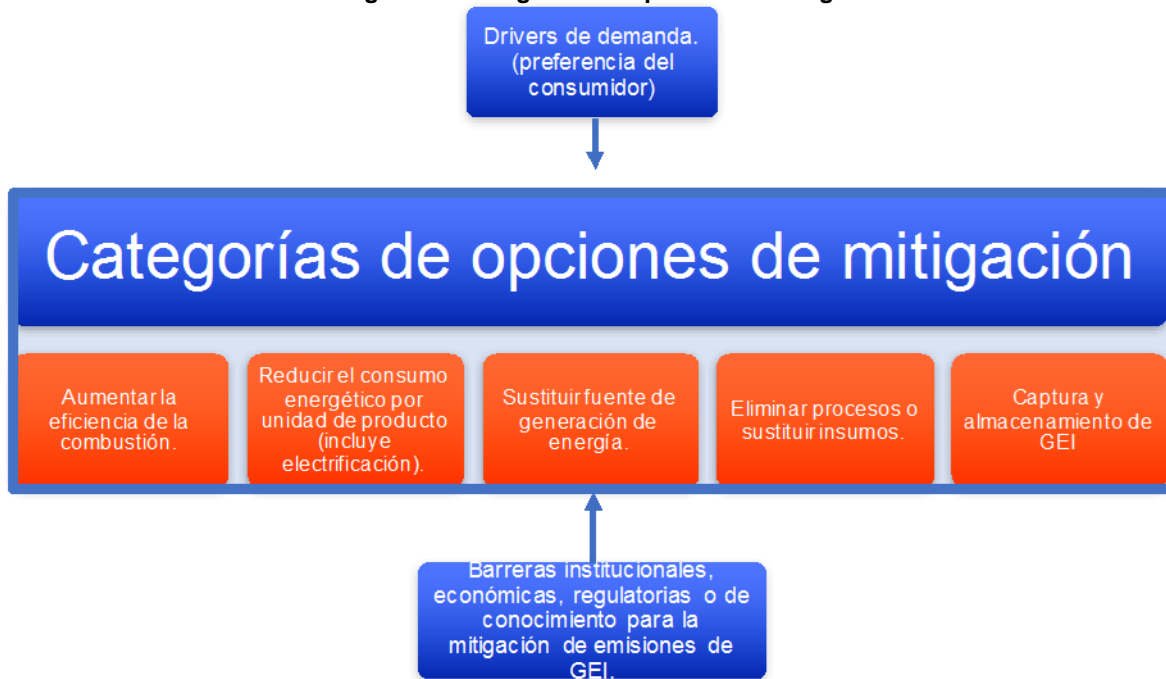 Drivers de demanda.
(preferencia del
consumidor)
Categorías de opciones de mitigación
Aumentar la
eficiencia de la
combustión.
Reducir el consumo
energético por
unidad de producto
(incluye
electrificación).
Sustituir fuente de
generación de
energía.
Eliminar procesos o
sustituir insumos.
Captura y
almacenamiento de
GEI
Barreras institucionales,
económicas, regulatorias o de
conocimiento para la
mitigación de emisiones de
GEI.